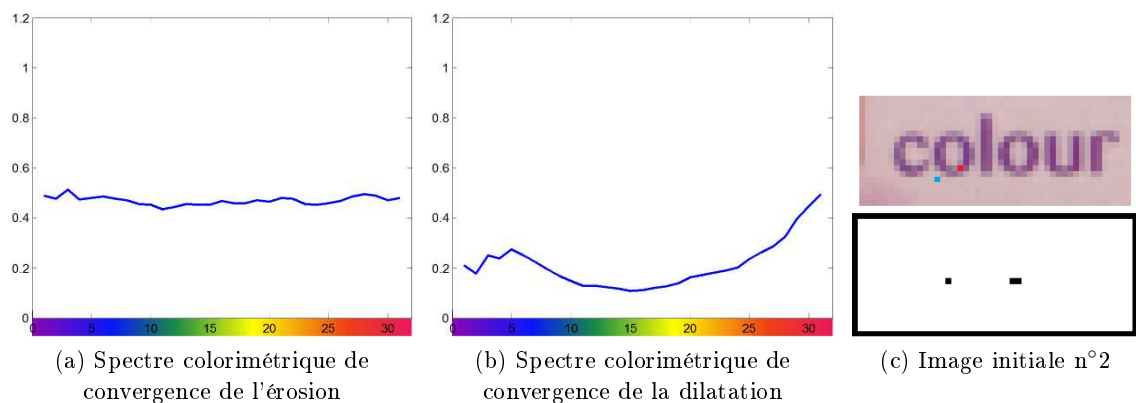 1.2
1
0.8
0.6
0.4
0.2
0
0 5 10 15 20 25 30
(a) Spectre colorimétrique de
convergence de l'érosion
1.2
1
0.8
0.6
0.4
0.2
0
0 5 10 15 20 25 30
(b) Spectre colorimétrique de
convergence de la dilatation
colour
(c) Image initiale n°2